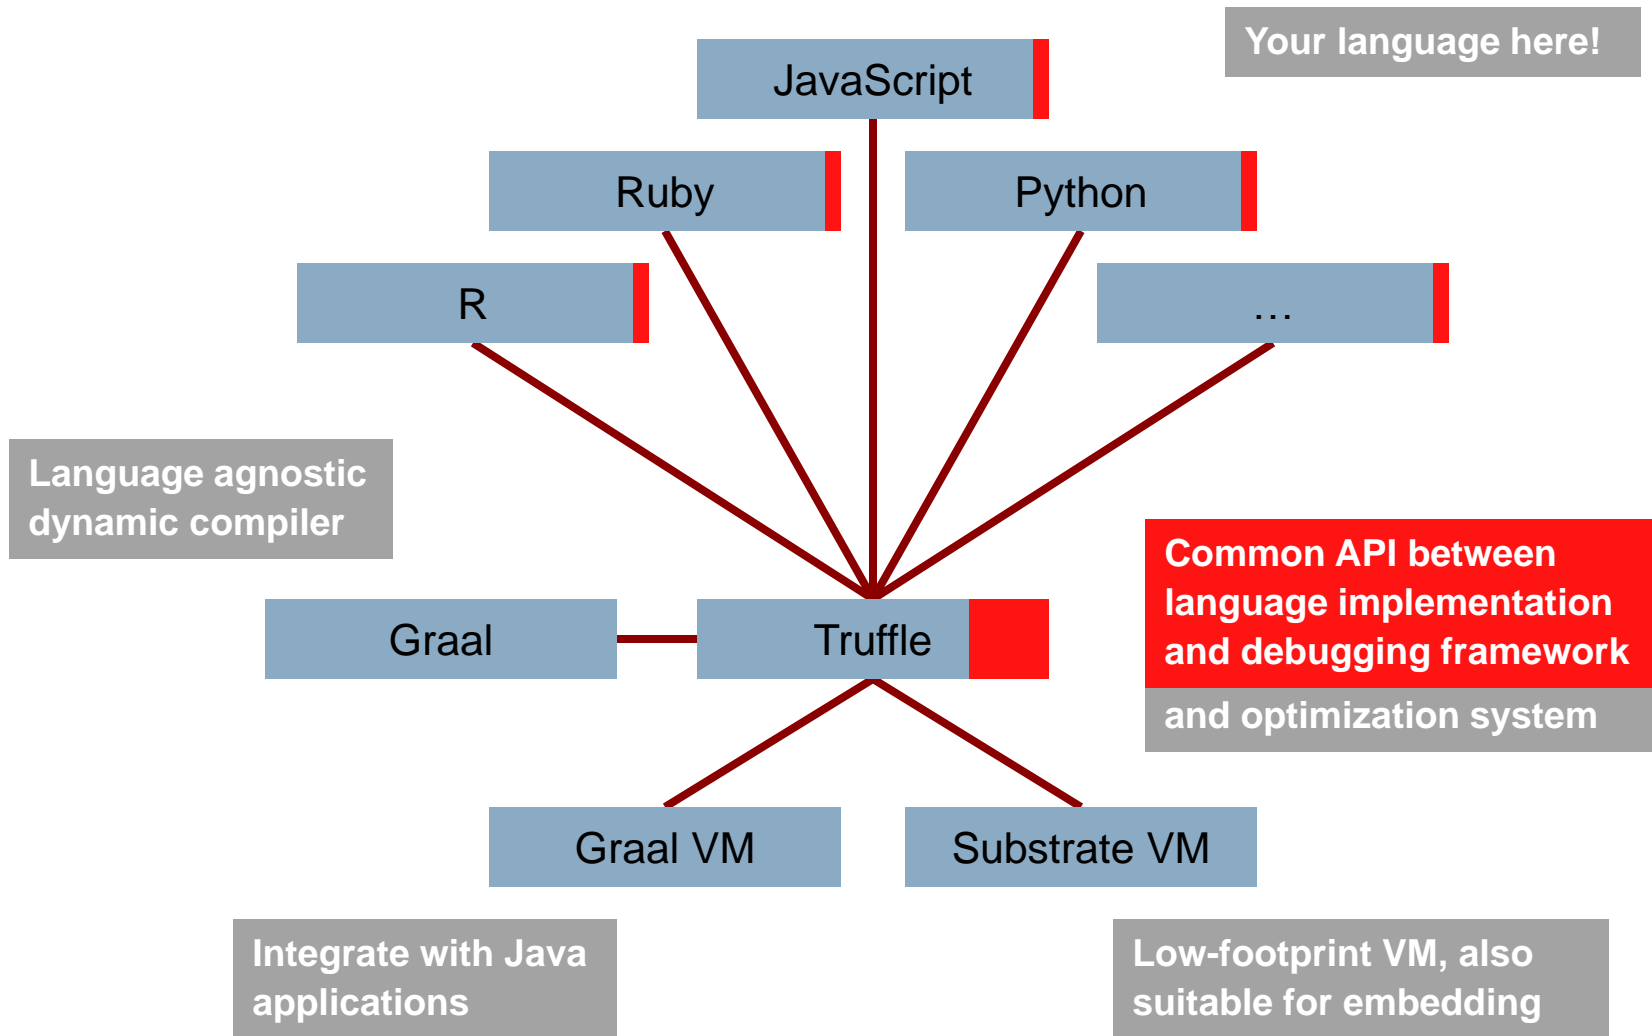 Your language here!
JavaScript
Ruby
Python
R
…
Language agnostic
dynamic compiler
Common API between
language implementation
and debugging framework
and optimization system
Graal
Truffle
Graal VM
Substrate VM
Integrate with Java
applications
Low-footprint VM, also
suitable for embedding